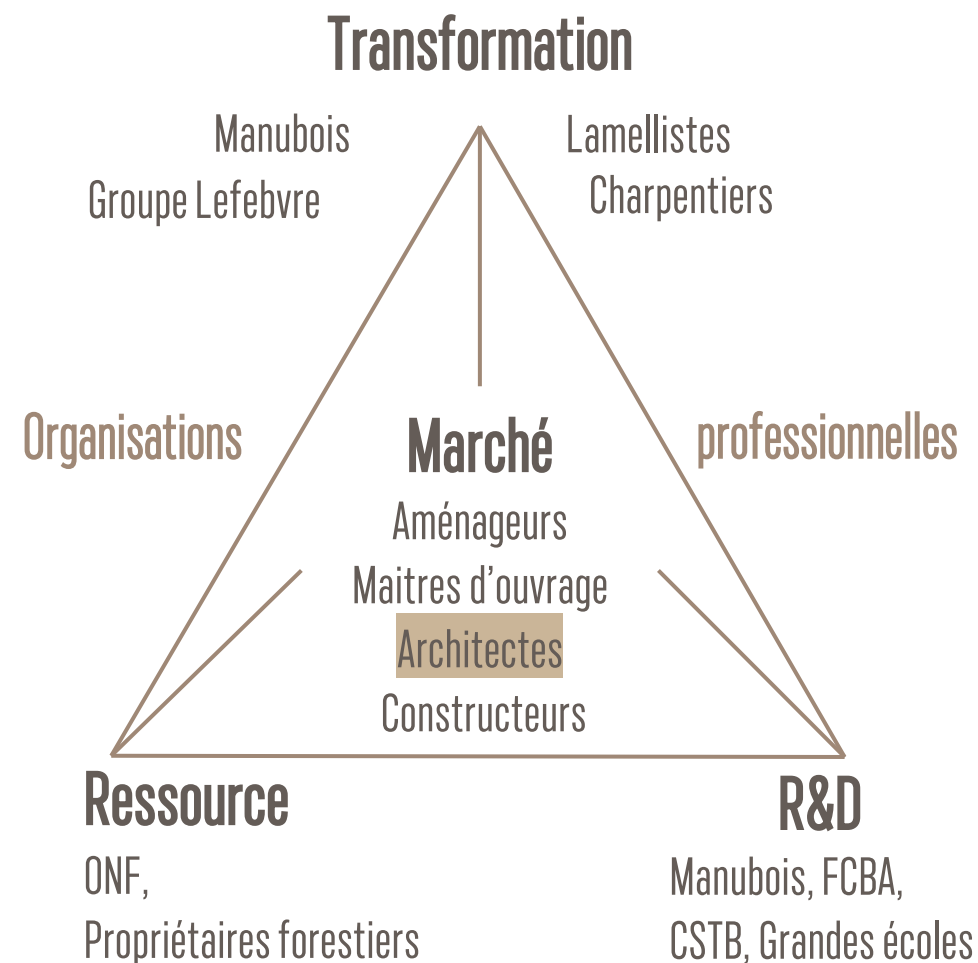 Transformation
Manubois
Lamellistes
Groupe Lefebvre
Charpentiers
Organisations
professionnelles
Marché
Aménageurs
Maitres d'ouvrage
Architectes
Constructeurs
Ressource
R&D
ONF,
Propriétaires forestiers
Manubois, FCBA,
CSTB, Grandes écoles